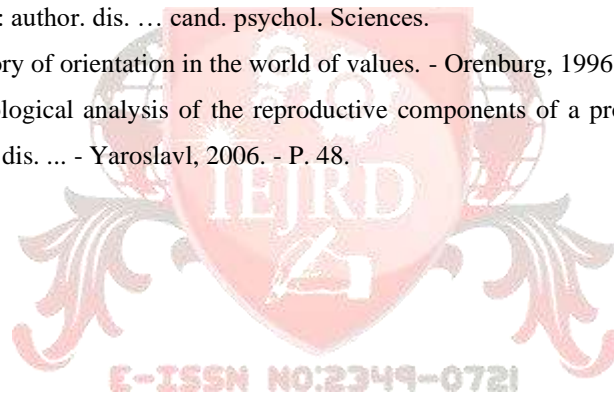 : author. dis. … cand. psychol. Sciences.
ory of orientation in the world of values. - Orenburg, 1996
ological analysis of the reproductive components of a pro
dis. ... - Yaroslavl, 2006. - P. 48.
IEJRD
E-ISSN NO:2349-0721